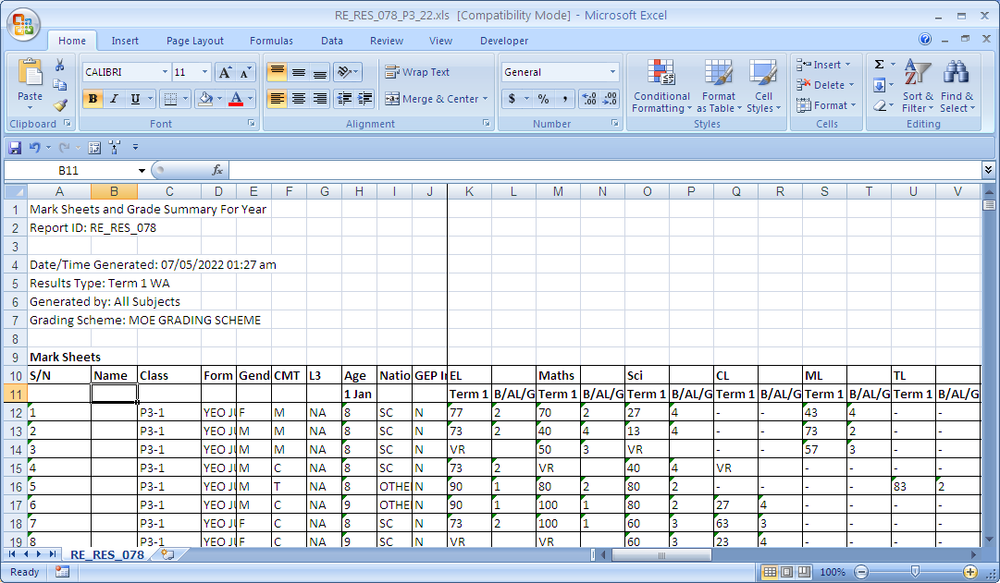 RE_RES_078_P3_22.xls [Compatibility Mode] - Microsoft Excel
Home Insert Page Layout Formulas Data Review View Developer
CALIBRI 11 Wrap Text General Insert
Paste B I U Merge & Center $ % , .00 Conditional Formatting Format as Table Cell Styles Delete Format Sort & Filter Find & Select
Clipboard Font Alignment Number Styles Cells Editing
B11 fx
A B C D E F G H I J K L M N O P Q R S T U V
1 Mark Sheets and Grade Summary For Year
2 Report ID: RE_RES_078
3
4 Date/Time Generated: 07/05/2022 01:27 am
5 Results Type: Term 1 WA
6 Generated by: All Subjects
7 Grading Scheme: MOE GRADING SCHEME
8
9 Mark Sheets
10 S/N Name Class Form Gend CMT L3 Age Natio GEP In EL Maths Sci CL ML TL
11 1 Jan Term 1 B/AL/G Term 1 B/AL/G Term 1 B/AL/G Term 1 B/AL/G Term 1 B/AL/G Term 1 B/AL/G
12 1 P3-1 YEO JU F M NA 8 SC N 77 2 70 2 27 4 - - 43 4 - -
13 2 P3-1 YEO JU M M NA 8 SC N 73 2 40 4 13 4 - - 73 2 - -
14 3 P3-1 YEO JU M M NA 8 SC N VR 50 3 VR - - 57 3 - -
15 4 P3-1 YEO JU M C NA 8 SC N 73 2 VR 40 4 VR - - - -
16 5 P3-1 YEO JU M T NA 8 OTHE N 90 1 80 2 80 2 - - - - 83 2
17 6 P3-1 YEO JU M C NA 9 OTHE N 90 1 100 1 80 2 27 4 - - - -
18 7 P3-1 YEO JU F C NA 8 SC N 73 2 100 1 60 3 63 3 - - - -
19 8 P3-1 YEO JU F C NA 9 SC N VR VR 60 3 23 4 - - - -
RE_RES_078
Ready 100%